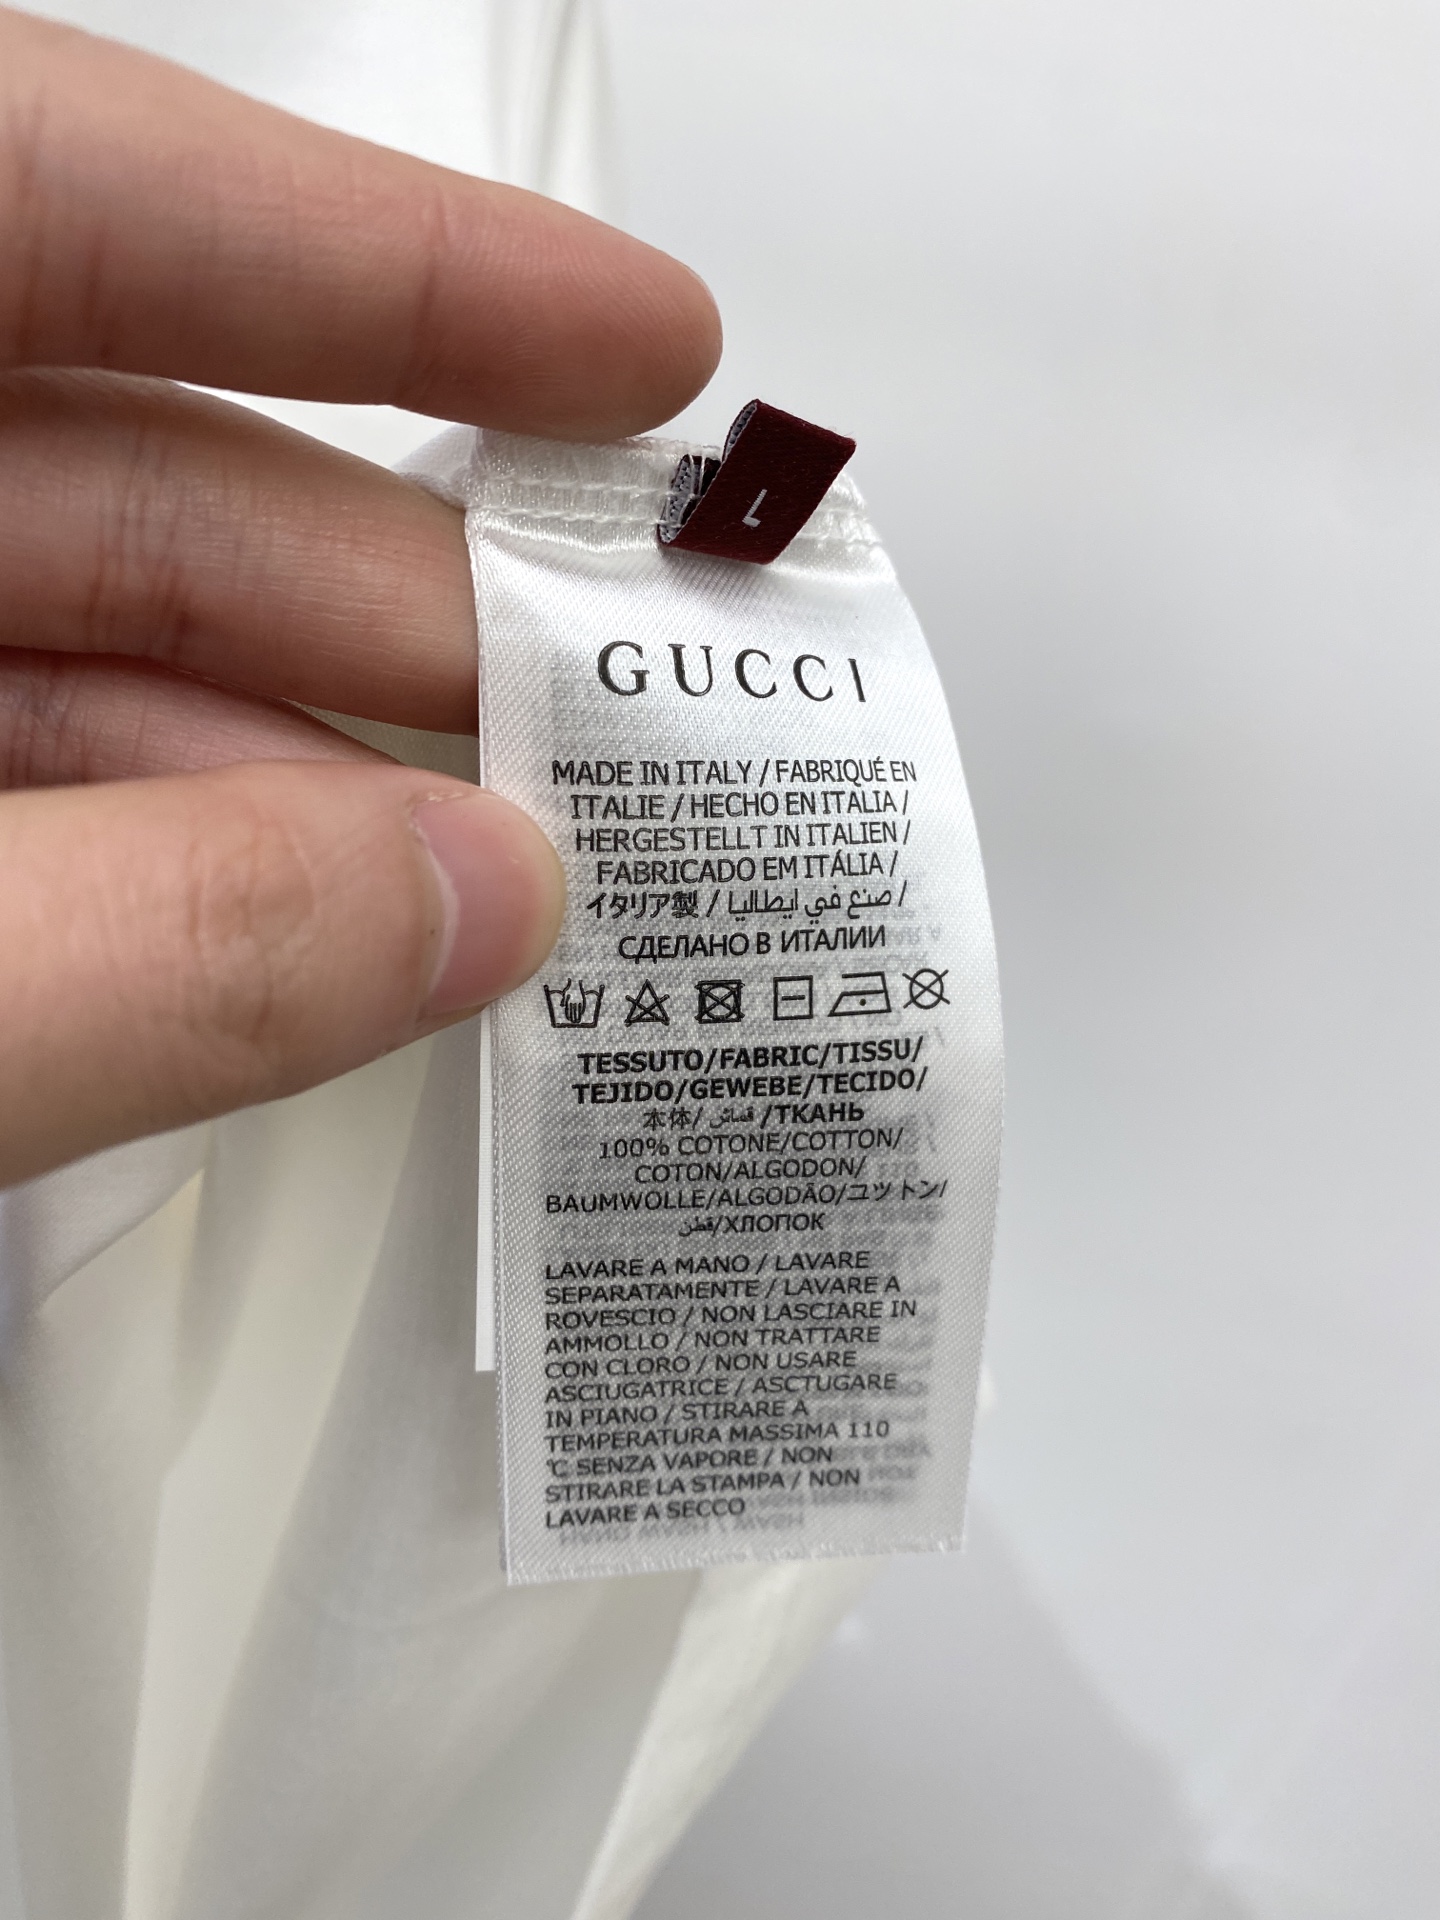 L
GUCCI
MADE IN ITALY / FABRIQUÉ EN
ITALIE / HECHO EN ITALIA /
HERGESTELLT IN ITALIEN /
FABRICADO EM ITÁLIA /
イタリア製 / صنع في ايطاليا /
СДЕЛАНО В ИТАЛИИ
TESSUTO/FABRIC/TISSU/
TEJIDO/GEWEBE/TECIDO/
本体/ قماش /ТКАНЬ
100% COTONE/COTTON/
COTON/ALGODON/
BAUMWOLLE/ALGODÃO/コットン/
قطن/ХЛОПОК
LAVARE A MANO / LAVARE
SEPARATAMENTE / LAVARE A
ROVESCIO / NON LASCIARE IN
AMMOLLO / NON TRATTARE
CON CLORO / NON USARE
ASCIUGATRICE / ASCTUGARE
IN PIANO / STIRARE A
TEMPERATURA MASSIMA 110
℃ SENZA VAPORE / NON
STIRARE LA STAMPA / NON
LAVARE A SECCO